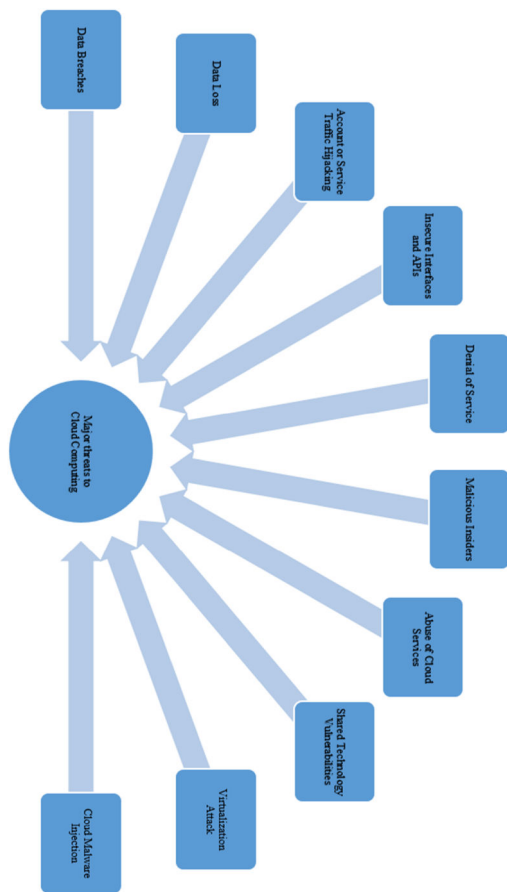 Data Breaches
Data Loss
Account or Service
Traffic Hijacking
Insecure Interfaces
and APIs
Denial of Service
Malicious Insiders
Abuse of Cloud
Services
Shared Technology
Vulnerabilities
Virtualization
Attack
Cloud Malware
Injection
Major threats to
Cloud Computing